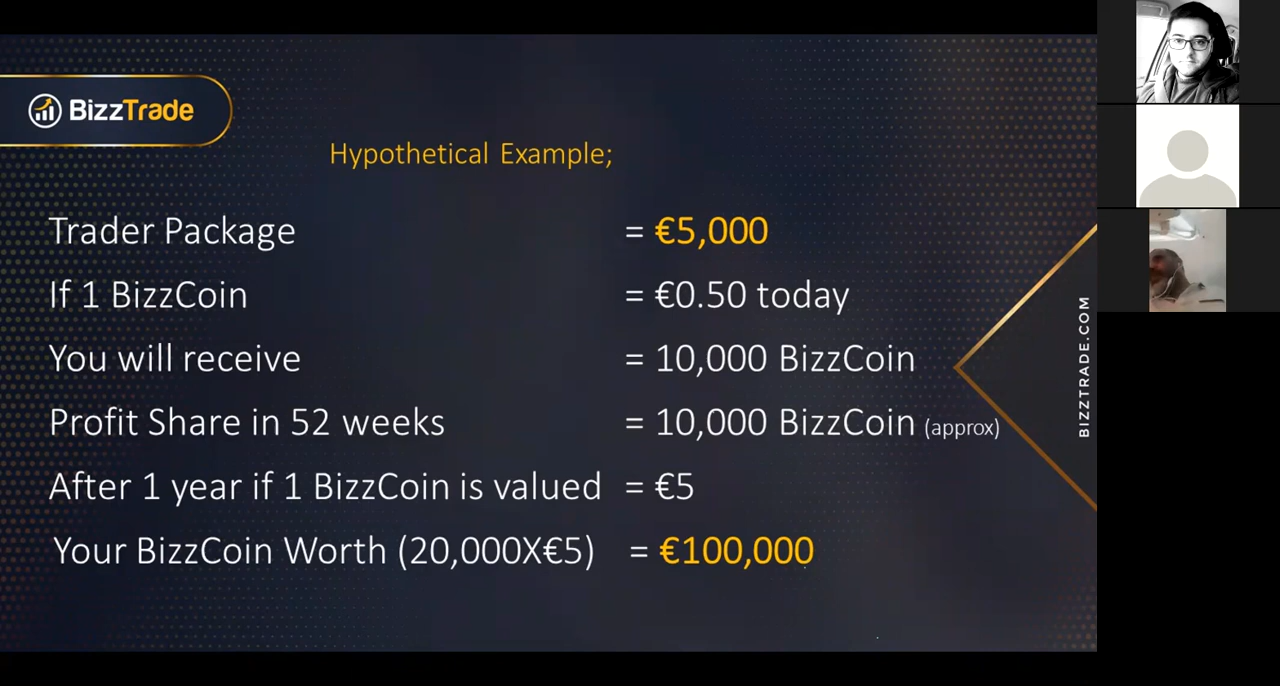 BizzTrade
Hypothetical Example;
Trader Package = €5,000
If 1 BizzCoin = €0.50 today
You will receive = 10,000 BizzCoin
Profit Share in 52 weeks = 10,000 BizzCoin (approx)
After 1 year if 1 BizzCoin is valued = €5
Your BizzCoin Worth (20,000X€5) = €100,000
BIZZTRADE.COM